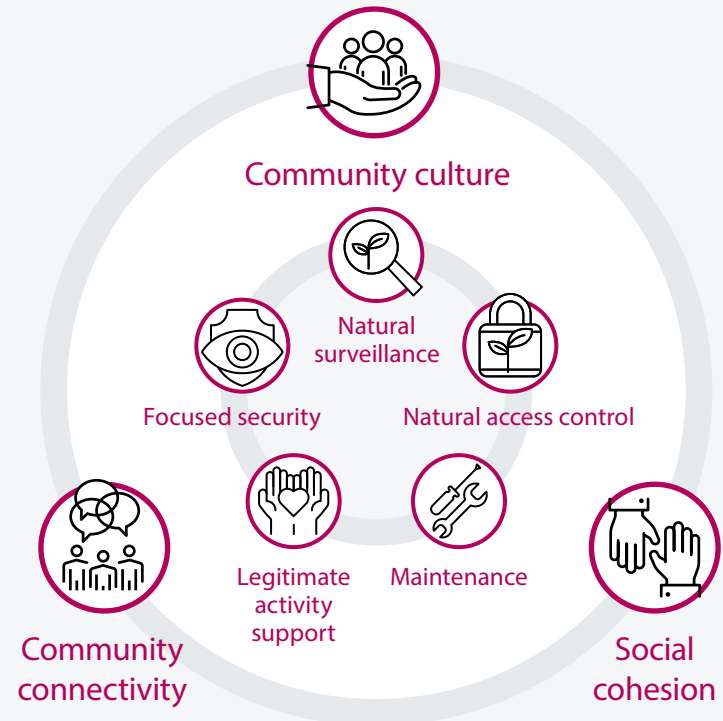 Community culture
Natural
surveillance
Focused security
Natural access control
Legitimate
activity
support
Maintenance
Community
connectivity
Social
cohesion